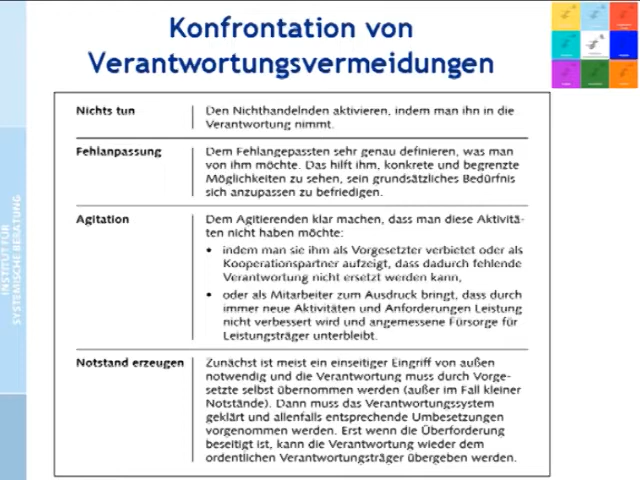 Konfrontation von
Verantwortungsvermeidungen
Nichts tun
Den Nichthandelnden aktivieren, indem man ihn in die
Verantwortung nimmt.
Fehlanpassung
Dem Fehlangepassten sehr genau definieren, was man
von ihm möchte. Das hilft ihm, konkrete und begrenzte
Möglichkeiten zu sehen, sein grundsätzliches Bedürfnis
sich anzupassen zu befriedigen.
Agitation
Dem Agitierenden klar machen, dass man diese Aktivitä-
ten nicht haben möchte:
• indem man sie ihm als Vorgesetzter verbietet oder als
Kooperationspartner aufzeigt, dass dadurch fehlende
Verantwortung nicht ersetzt werden kann,
• oder als Mitarbeiter zum Ausdruck bringt, dass durch
immer neue Aktivitäten und Anforderungen Leistung
nicht verbessert wird und angemessene Fürsorge für
Leistungsträger unterbleibt.
Notstand erzeugen
Zunächst ist meist ein einseitiger Eingriff von außen
notwendig und die Verantwortung muss durch Vorge-
setzte selbst übernommen werden (außer im Fall kleiner
Notstände). Dann muss das Verantwortungssystem
geklärt und allenfalls entsprechende Umbesetzungen
vorgenommen werden. Erst wenn die Überforderung
beseitigt ist, kann die Verantwortung wieder dem
ordentlichen Verantwortungsträger übergeben werden.
INSTITUT FÜR
SYSTEMISCHE BERATUNG